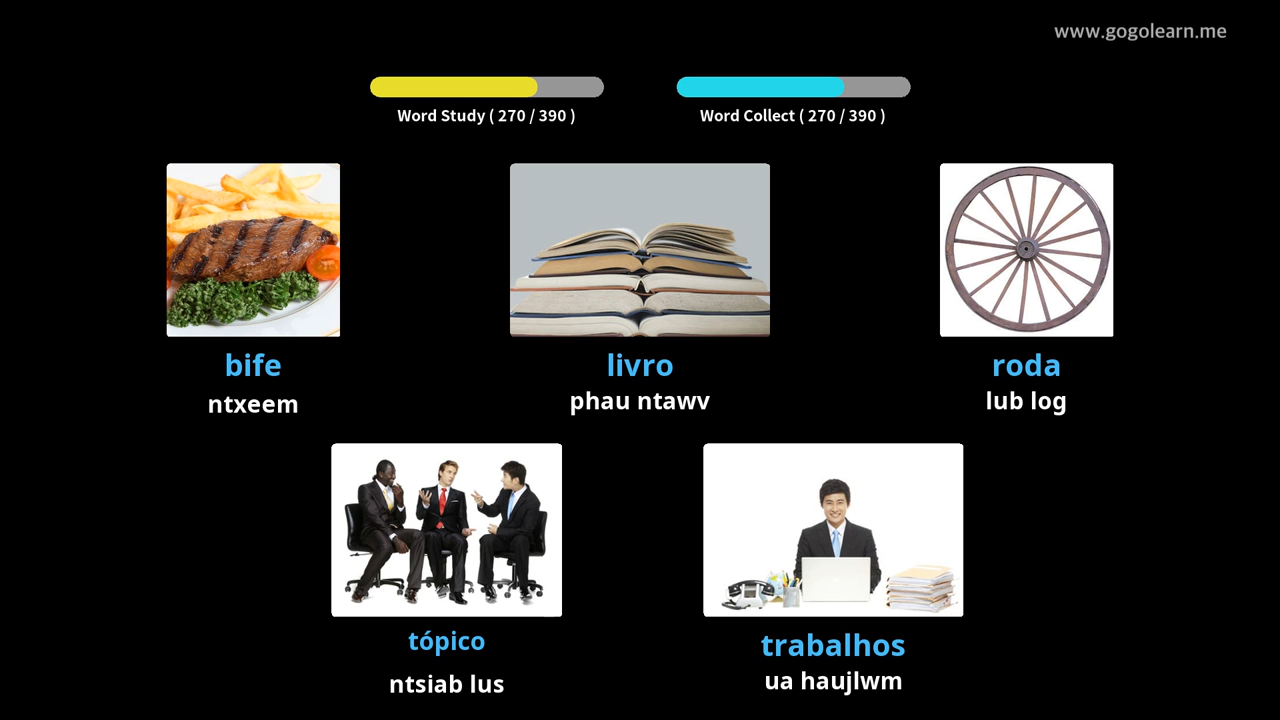 www.gogolearn.me
Word Study ( 270 / 390 )
Word Collect ( 270 / 390 )
bife
ntxeem
livro
phau ntawv
roda
lub log
tópico
ntsiab lus
trabalhos
ua haujlwm